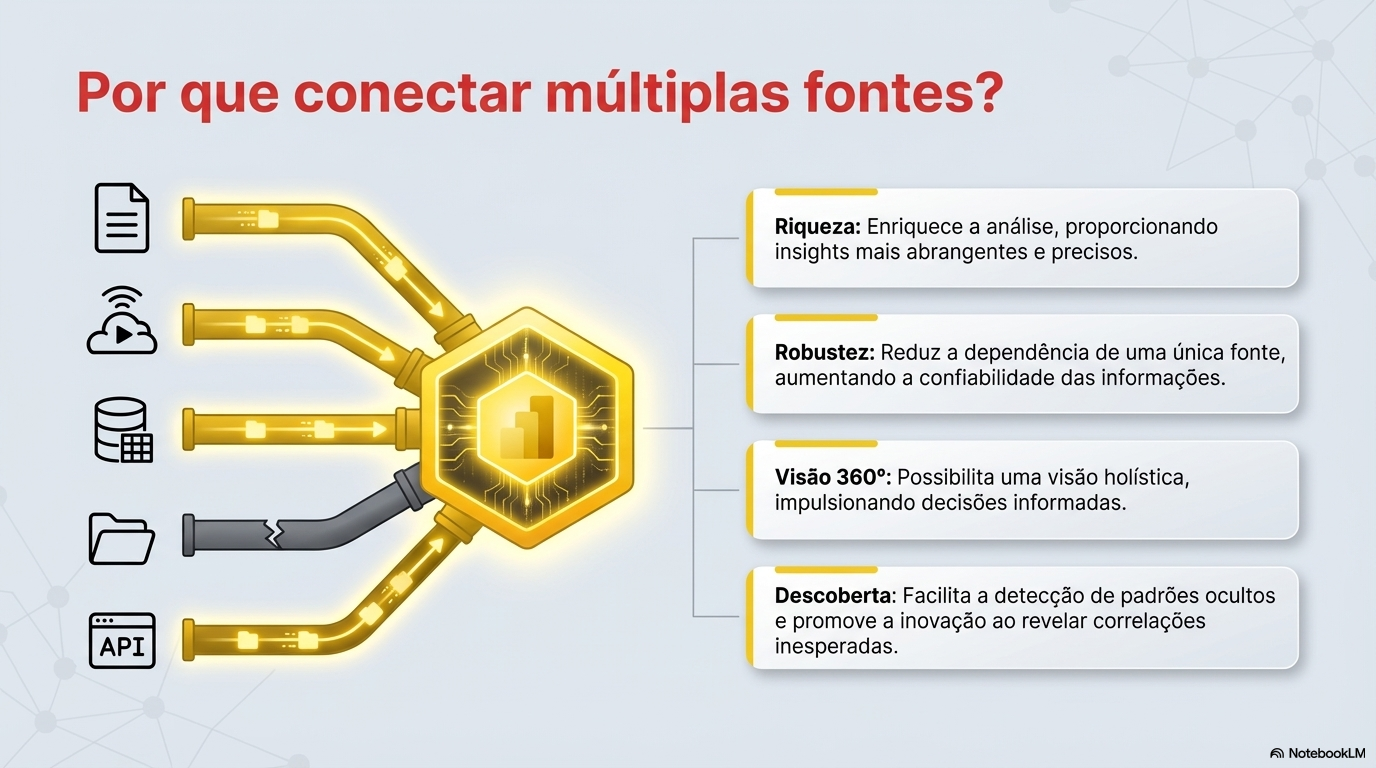 Por que conectar múltiplas fontes?
Riqueza: Enriquece a análise, proporcionando
insights mais abrangentes e precisos.
Robustez: Reduz a dependência de uma única fonte,
aumentando a confiabilidade das informações.
Visão 360°: Possibilita uma visão holística,
impulsionando decisões informadas.
Descoberta: Facilita a detecção de padrões ocultos
e promove a inovação ao revelar correlações
inesperadas.
API
NotebookLM